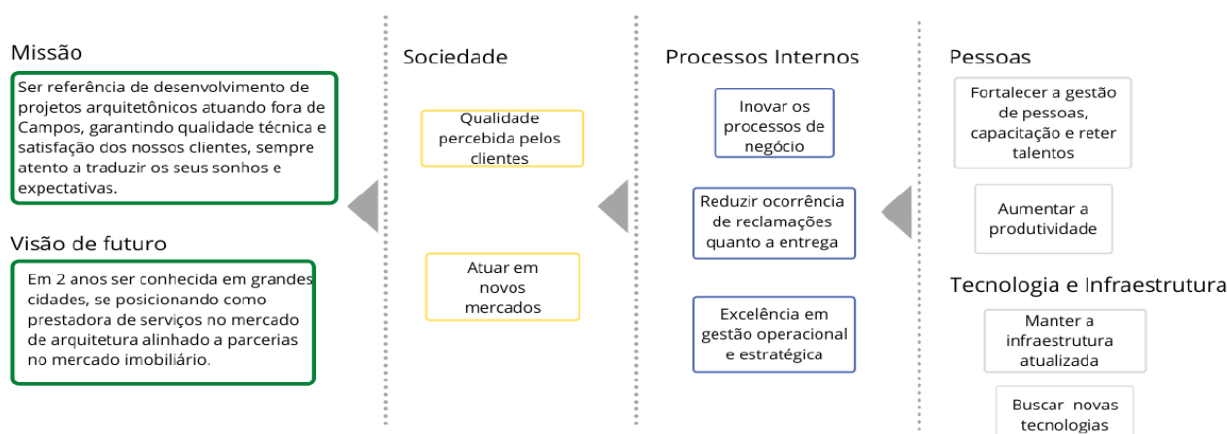 Missão
Ser referência de desenvolvimento de
projetos arquitetônicos atuando fora de
Campos, garantindo qualidade técnica e
satisfação dos nossos clientes, sempre
atento a traduzir os seus sonhos e
expectativas.
Visão de futuro
Em 2 anos ser conhecida em grandes
cidades, se posicionando como
prestadora de serviços no mercado
de arquitetura alinhado a parcerias
no mercado imobiliário.
Sociedade
Qualidade
percebida pelos
clientes
Atuar em
novos
mercados
Processos Internos
Inovar os
processos de
negócio
Reduzir ocorrência
de reclamações
quanto a entrega
Excelência em
gestão operacional
e estratégica
Pessoas
Fortalecer a gestão
de pessoas,
capacitação e reter
talentos
Aumentar a
produtividade
Tecnologia e Infraestrutura
Manter a
infraestrutura
atualizada
Buscar novas
tecnologias